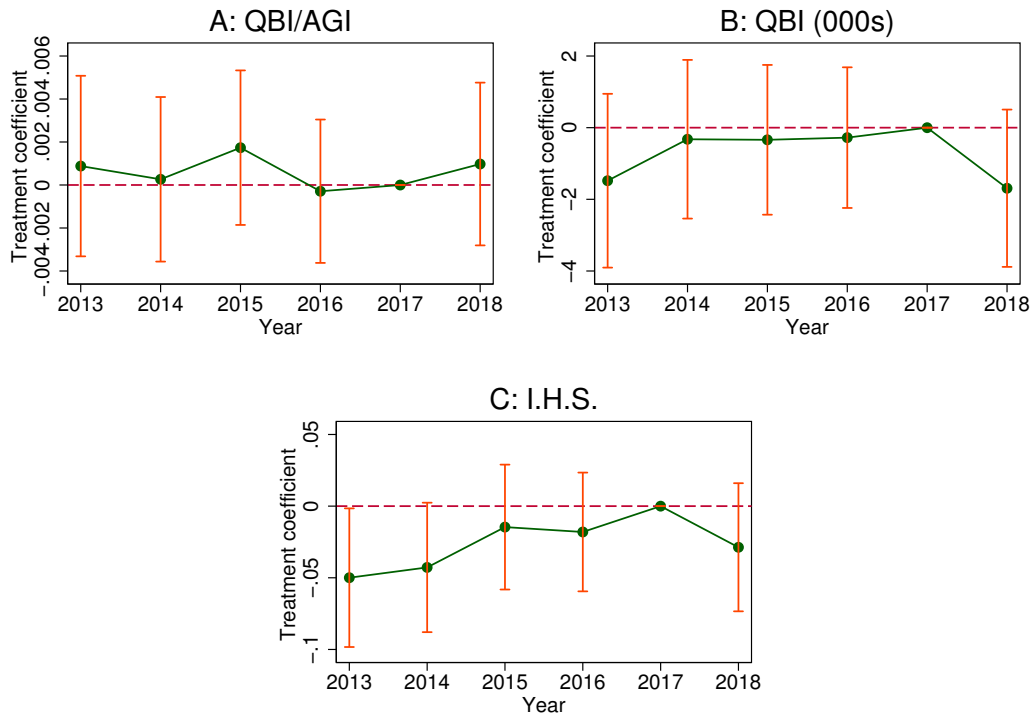 A: QBI/AGI
Treatment coefficient
-.004
-.002
0
.002
.004
.006
2013 2014 2015 2016 2017 2018
Year
B: QBI (000s)
Treatment coefficient
-4
-2
0
2
2013 2014 2015 2016 2017 2018
Year
C: I.H.S.
Treatment coefficient
-.1
-.05
0
.05
2013 2014 2015 2016 2017 2018
Year